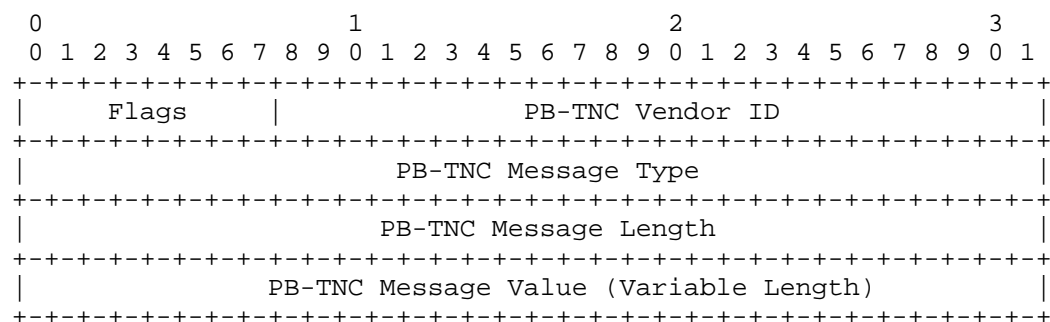 0                   1                   2                   3
 0 1 2 3 4 5 6 7 8 9 0 1 2 3 4 5 6 7 8 9 0 1 2 3 4 5 6 7 8 9 0 1
+-+-+-+-+-+-+-+-+-+-+-+-+-+-+-+-+-+-+-+-+-+-+-+-+-+-+-+-+-+-+-+-+
|     Flags     |               PB-TNC Vendor ID                |
+-+-+-+-+-+-+-+-+-+-+-+-+-+-+-+-+-+-+-+-+-+-+-+-+-+-+-+-+-+-+-+-+
|                       PB-TNC Message Type                     |
+-+-+-+-+-+-+-+-+-+-+-+-+-+-+-+-+-+-+-+-+-+-+-+-+-+-+-+-+-+-+-+-+
|                      PB-TNC Message Length                    |
+-+-+-+-+-+-+-+-+-+-+-+-+-+-+-+-+-+-+-+-+-+-+-+-+-+-+-+-+-+-+-+-+
|               PB-TNC Message Value (Variable Length)          |
+-+-+-+-+-+-+-+-+-+-+-+-+-+-+-+-+-+-+-+-+-+-+-+-+-+-+-+-+-+-+-+-+